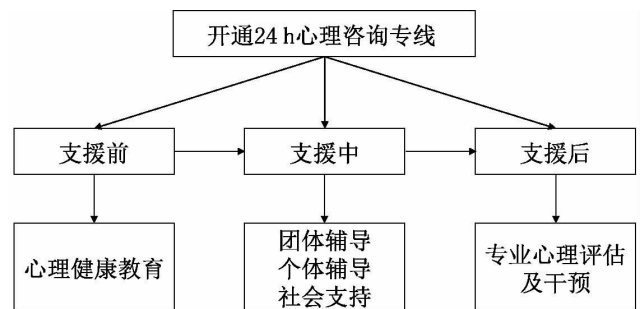 开通24 h心理咨询专线
支援前
支援中
支援后
心理健康教育
团体辅导
个体辅导
社会支持
专业心理评估
及干预